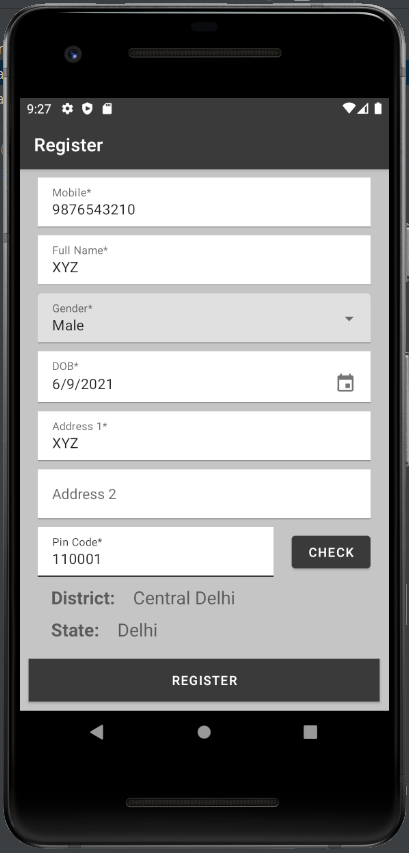 9:27
Register
Mobile*
9876543210
Full Name*
XYZ
Gender*
Male
DOB*
6/9/2021
Address 1*
XYZ
Address 2
Pin Code*
110001
CHECK
District: Central Delhi
State: Delhi
REGISTER